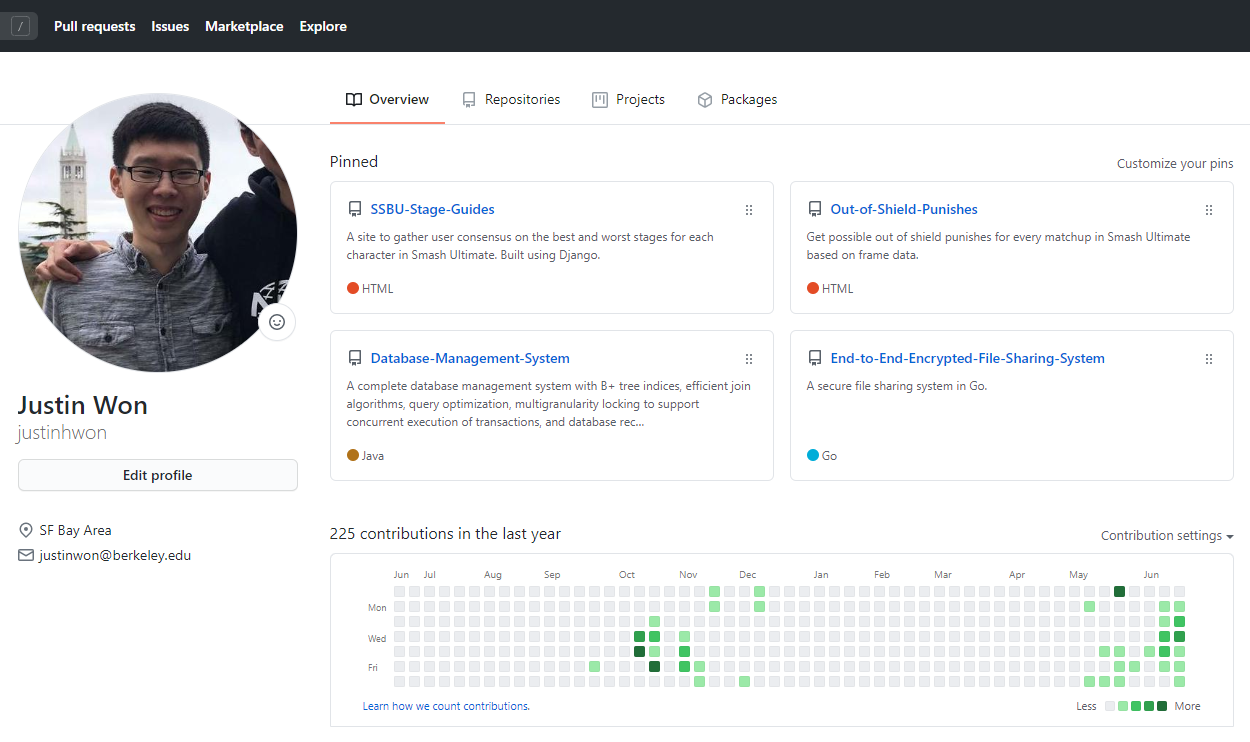 / Pull requests Issues Marketplace Explore
Overview Repositories Projects Packages
Justin Won
justinhwon
Edit profile
SF Bay Area
justinwon@berkeley.edu
Pinned
Customize your pins
SSBU-Stage-Guides
A site to gather user consensus on the best and worst stages for each
character in Smash Ultimate. Built using Django.
HTML
Out-of-Shield-Punishes
Get possible out of shield punishes for every matchup in Smash Ultimate
based on frame data.
HTML
Database-Management-System
A complete database management system with B+ tree indices, efficient join
algorithms, query optimization, multigranularity locking to support
concurrent execution of transactions, and database rec...
Java
End-to-End-Encrypted-File-Sharing-System
A secure file sharing system in Go.
Go
225 contributions in the last year
Contribution settings
Jun Jul Aug Sep Oct Nov Dec Jan Feb Mar Apr May Jun
Mon
Wed
Fri
Learn how we count contributions.
Less More